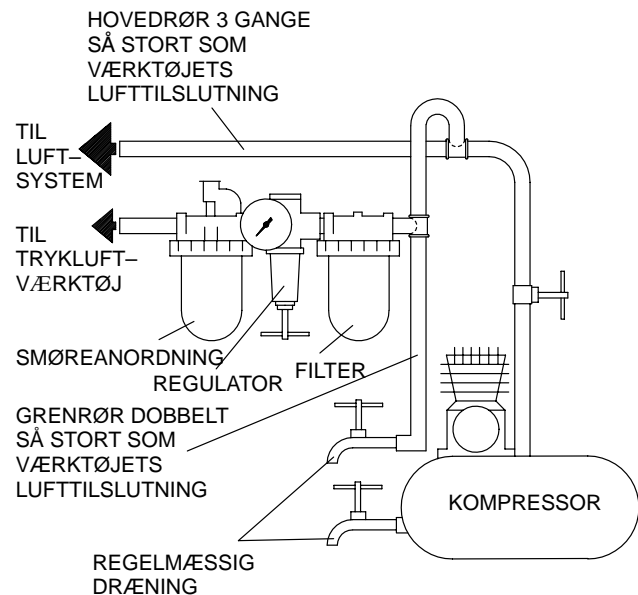 HOVEDRØR 3 GANGE
SÅ STORT SOM
VÆRKTØJETS
LUFTTILSLUTNING
TIL
LUFT–
SYSTEM
TIL
TRYKLUFT–
VÆRKTØJ
SMØREANORDNING
REGULATOR
FILTER
GRENRØR DOBBELT
SÅ STORT SOM
VÆRKTØJETS
LUFTTILSLUTNING
KOMPRESSOR
REGELMÆSSIG
DRÆNING